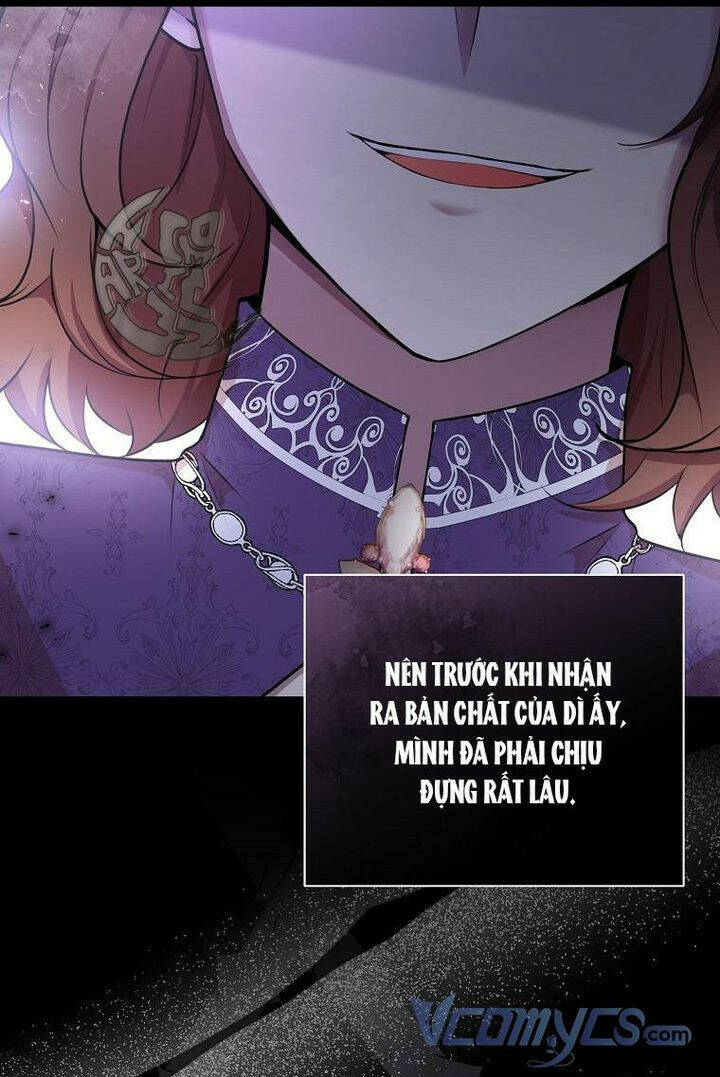 NÊN TRƯỚC KHI NHẬN
RA BẢN CHẤT CỦA DÌ ẤY,
MÌNH ĐÃ PHẢI CHỊU
ĐỰNG RẤT LÂU.
VCOMYCS.com